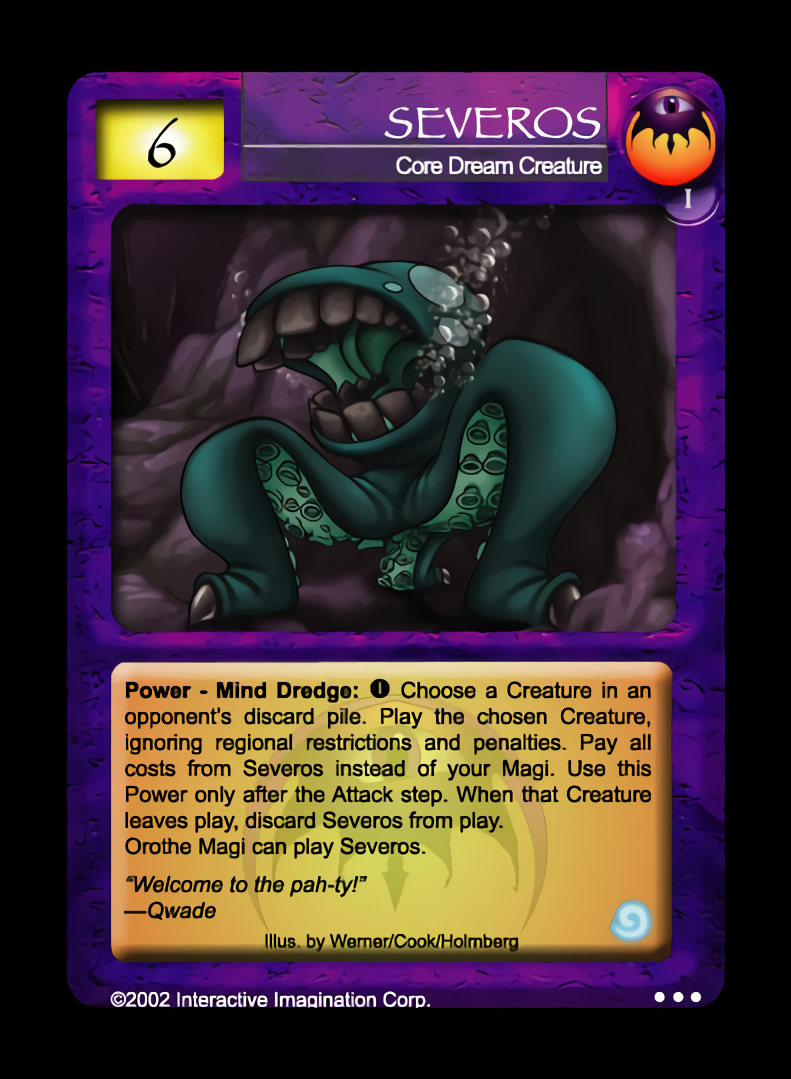 6
SEVEROS
Core Dream Creature
I
Power - Mind Dredge: 0 Choose a Creature in an
opponent's discard pile. Play the chosen Creature,
ignoring regional restrictions and penalties. Pay all
costs from Severos instead of your Magi. Use this
Power only after the Attack step. When that Creature
leaves play, discard Severos from play.
Orothe Magi can play Severos.
"Welcome to the pah-ty!"
—Qwade
Illus. by Werner/Cook/Holmberg
©2002 Interactive Imagination Corp.